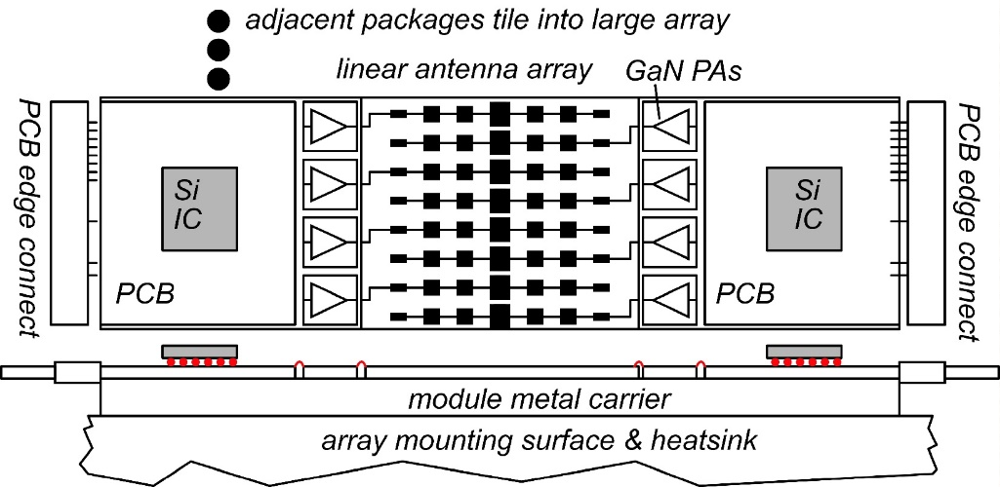 adjacent packages tile into large array
linear antenna array
GaN PAs
PCB edge connect
Si
IC
PCB
Si
IC
PCB
PCB edge connect
module metal carrier
array mounting surface & heatsink